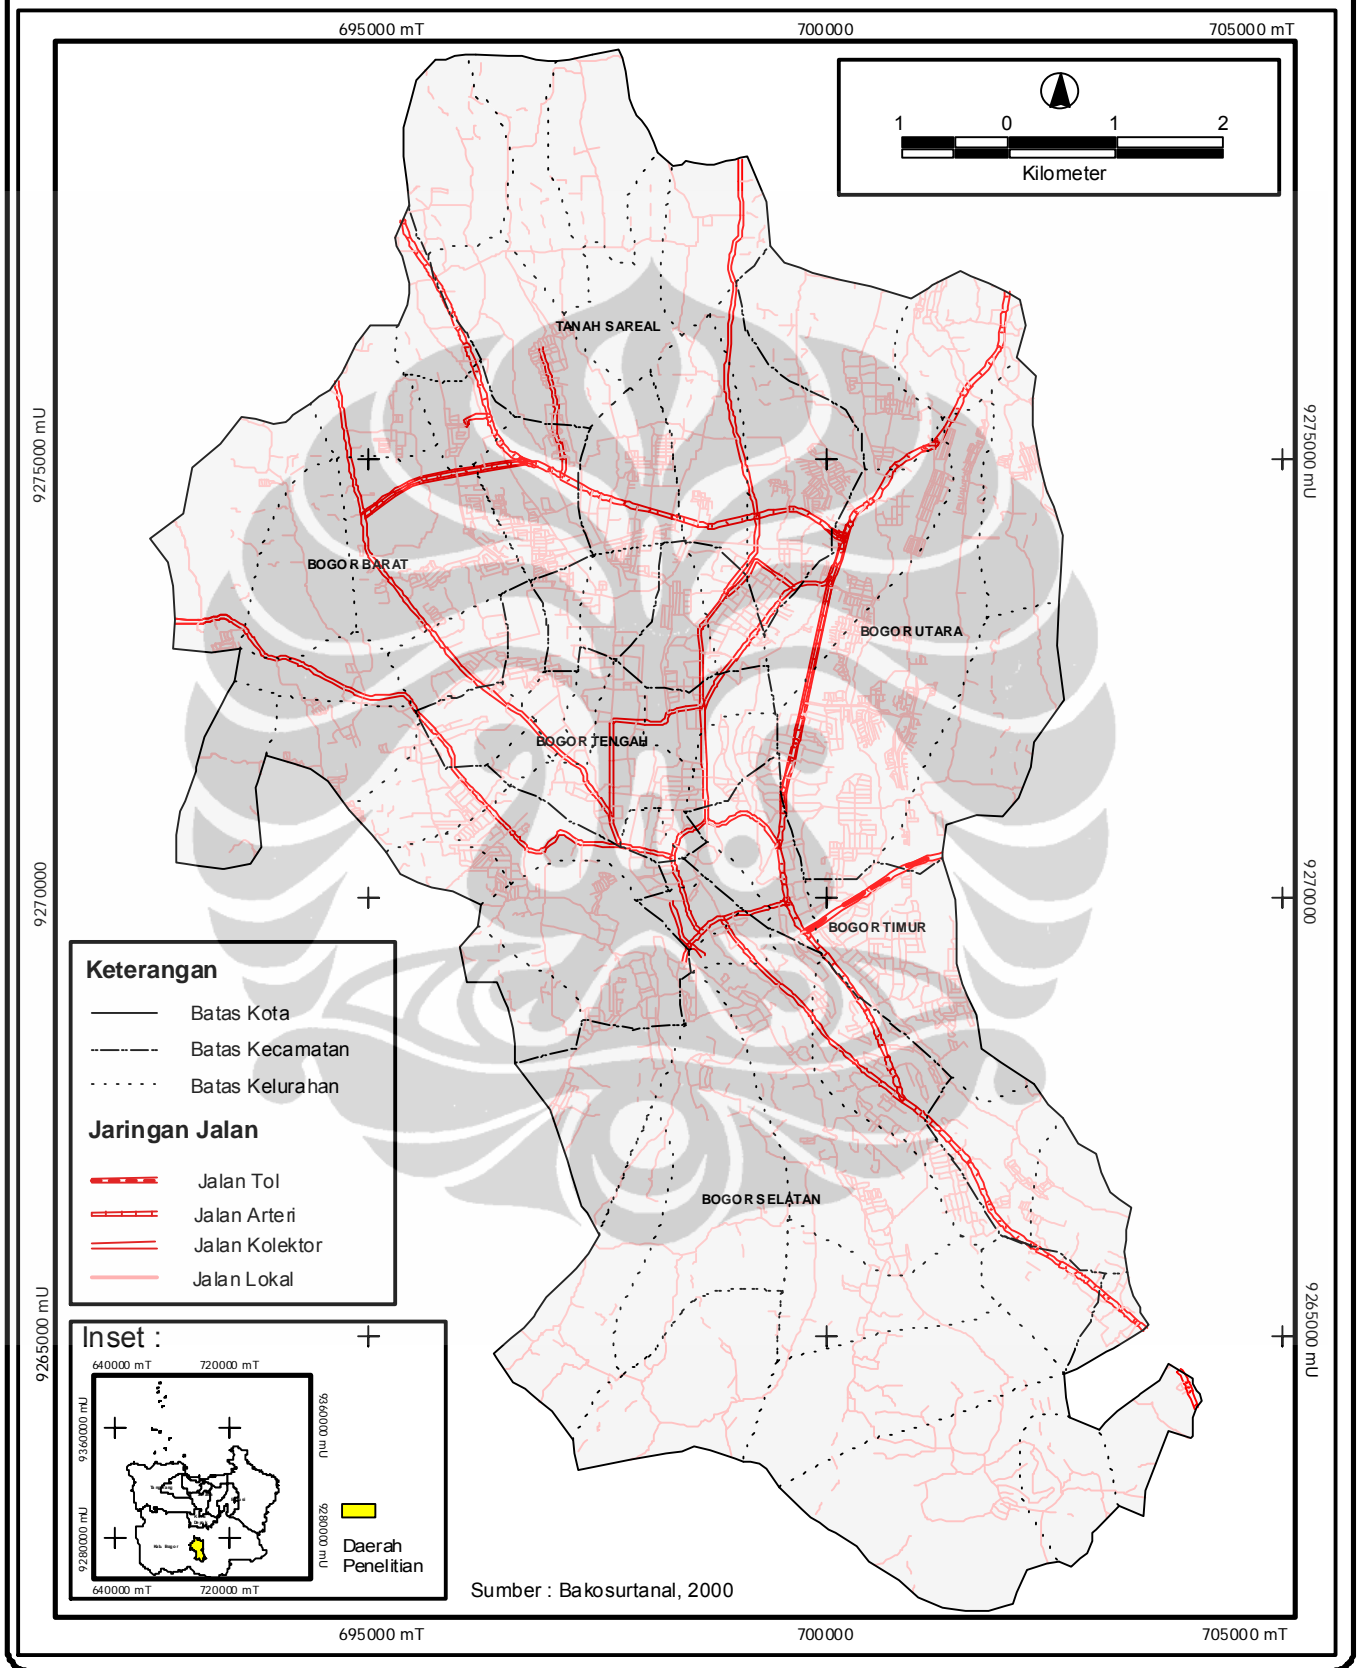 695000 mT
700000
705000 mT
1 0 1 2
Kilometer
TANAH SAREAL
9275000 mU
9275000 mU
BOGOR BARAT
BOGOR UTARA
BOGOR TENGAH
9270000
9270000
BOGOR TIMUR
Keterangan
Batas Kota
Batas Kecamatan
Batas Kelurahan
Jaringan Jalan
Jalan Tol
Jalan Arteri
Jalan Kolektor
Jalan Lokal
BOGOR SELATAN
9265000 mU
9265000 mU
Inset :
640000 mT 720000 mT
9360000 mU
9360000 mU
9280000 mU
9280000 mU
Kab. Bogor
640000 mT 720000 mT
Daerah
Penelitian
Sumber : Bakosurtanal, 2000
695000 mT
700000
705000 mT